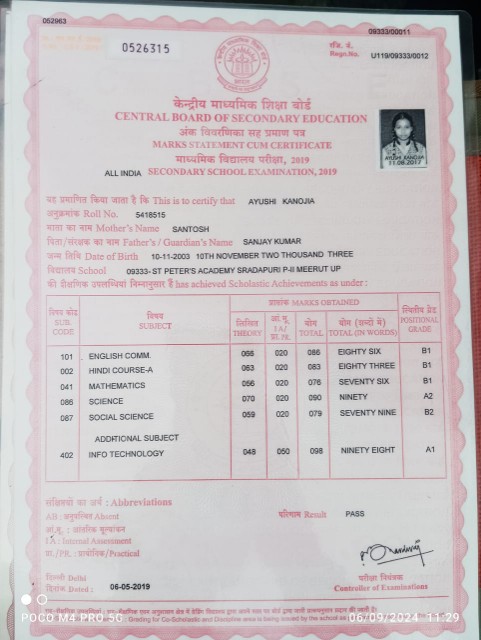 052963
09333/00011
0526315
रजि. क्रं.
Regn.No. U119/09333/0012
केन्द्रीय माध्यमिक शिक्षा बोर्ड
CENTRAL BOARD OF SECONDARY EDUCATION
अंक विवरणिका सह प्रमाण पत्र
MARKS STATEMENT CUM CERTIFICATE
माध्यमिक विद्यालय परीक्षा, 2019
ALL INDIA SECONDARY SCHOOL EXAMINATION, 2019
AYUSHI KANOJIA
11-08-2017
यह प्रमाणित किया जाता है कि This is to certify that AYUSHI KANOJIA
अनुक्रमांक Roll No. 5418515
माता का नाम Mother's Name SANTOSH
पिता/संरक्षक का नाम Father's / Guardian's Name SANJAY KUMAR
जन्म तिथि Date of Birth 10-11-2003 10TH NOVEMBER TWO THOUSAND THREE
विद्यालय School 09333- ST PETER'S ACADEMY SRADAPURI P-II MEERUT UP
की शैक्षणिक उपलब्धियां निम्नानुसार हैं has achieved Scholastic Achievements as under :
विषय कोड SUB. CODE
विषय SUBJECT
प्राप्तांक MARKS OBTAINED
लिखित THEORY
आं.मू. IA/ प्रा. PR.
योग TOTAL
योग (शब्दों में) TOTAL (IN WORDS)
स्थितीय ग्रेड POSITIONAL GRADE
101 ENGLISH COMM. 066 020 086 EIGHTY SIX B1
002 HINDI COURSE-A 063 020 083 EIGHTY THREE B1
041 MATHEMATICS 056 020 076 SEVENTY SIX B1
086 SCIENCE 070 020 090 NINETY A2
087 SOCIAL SCIENCE 059 020 079 SEVENTY NINE B2
ADDITIONAL SUBJECT
402 INFO TECHNOLOGY 048 050 098 NINETY EIGHT A1
संक्षिप्तियों का अर्थ : Abbreviations
AB : अनुपस्थित Absent
परिणाम Result PASS
आं.मू. : आंतरिक मूल्यांकन
IA : Internal Assessment
प्रा./PR. : प्रायोगिक/Practical
दिल्ली Delhi
दिनांक Dated : 06-05-2019
परीक्षा नियंत्रक
Controller of Examinations
Grading for Co-Scholastic and Discipline area is being issued by the school
POCO M4 PRO 5G
06/09/2024 11:29